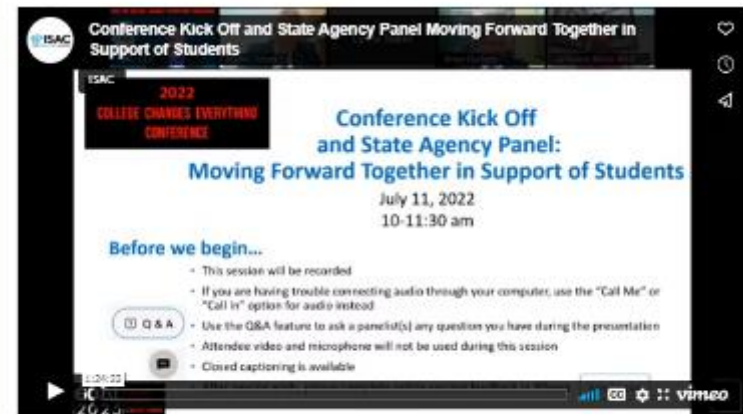 ISAC
Conference Kick Off and State Agency Panel Moving Forward Together in
Support of Students
ISAC
2022
COLLEGE CHANGES EVERYTHING
CONFERENCE
Conference Kick Off
and State Agency Panel:
Moving Forward Together in Support of Students
July 11, 2022
10-11:30 am
Before we begin...
- This session will be recorded
- If you are having trouble connecting audio through your computer, use the "Call Me" or
"Call in" option for audio instead
Q & A
- Use the Q&A feature to ask a panelist(s) any question you have during the presentation
- Attendee video and microphone will not be used during this session
- Closed captioning is available
1:24:22
CC
vimeo